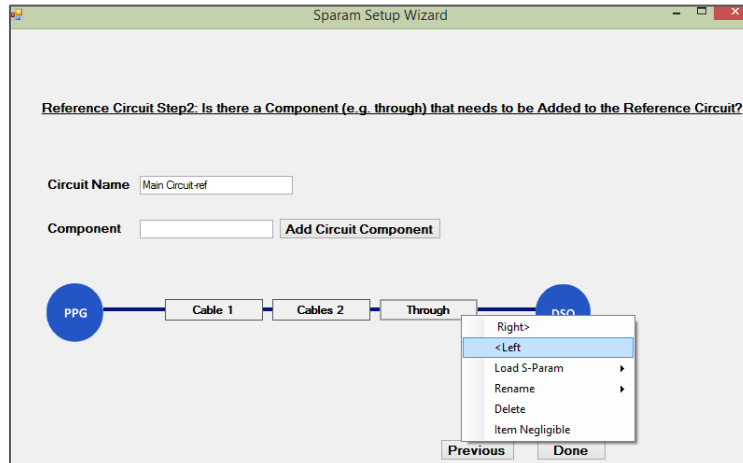 Sparam Setup Wizard
Reference Circuit Step2: Is there a Component (e.g. through) that needs to be Added to the Reference Circuit?
Circuit Name Main Circuit-ref
Component Add Circuit Component
PPG Cable 1 Cables 2 Through DSO
Right>
<Left
Load S-Param
Rename
Delete
Item Negligible
Previous Done